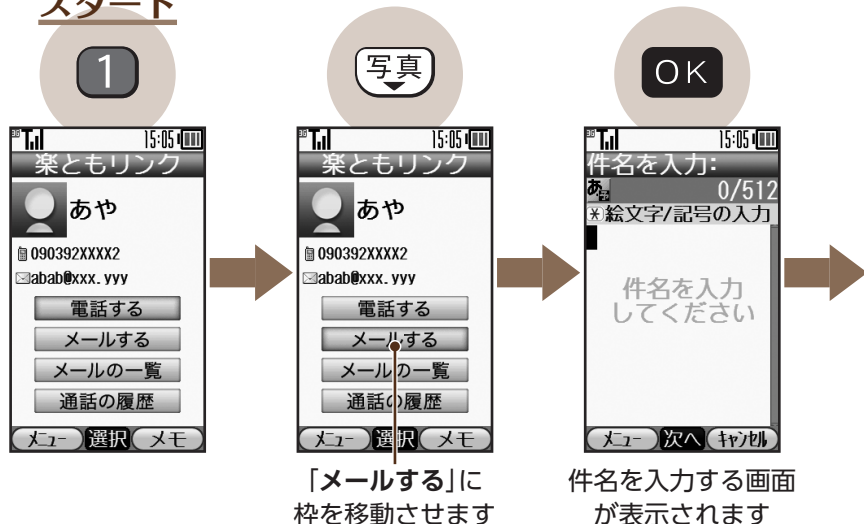 スタート
1
3G 15:05
楽ともリンク
あや
090392XXXX2
abab@xxx.yyy
電話する
メールする
メールの一覧
通話の履歴
メニュー 選択 メモ
写真
3G 15:05
楽ともリンク
あや
090392XXXX2
abab@xxx.yyy
電話する
メールする
メールの一覧
通話の履歴
メニュー 選択 メモ
「メールする」に
枠を移動させます
OK
3G 15:05
件名を入力:
あ漢 0/512
*絵文字/記号の入力
件名を入力
してください
メニュー 次へ キャンセル
件名を入力する画面
が表示されます